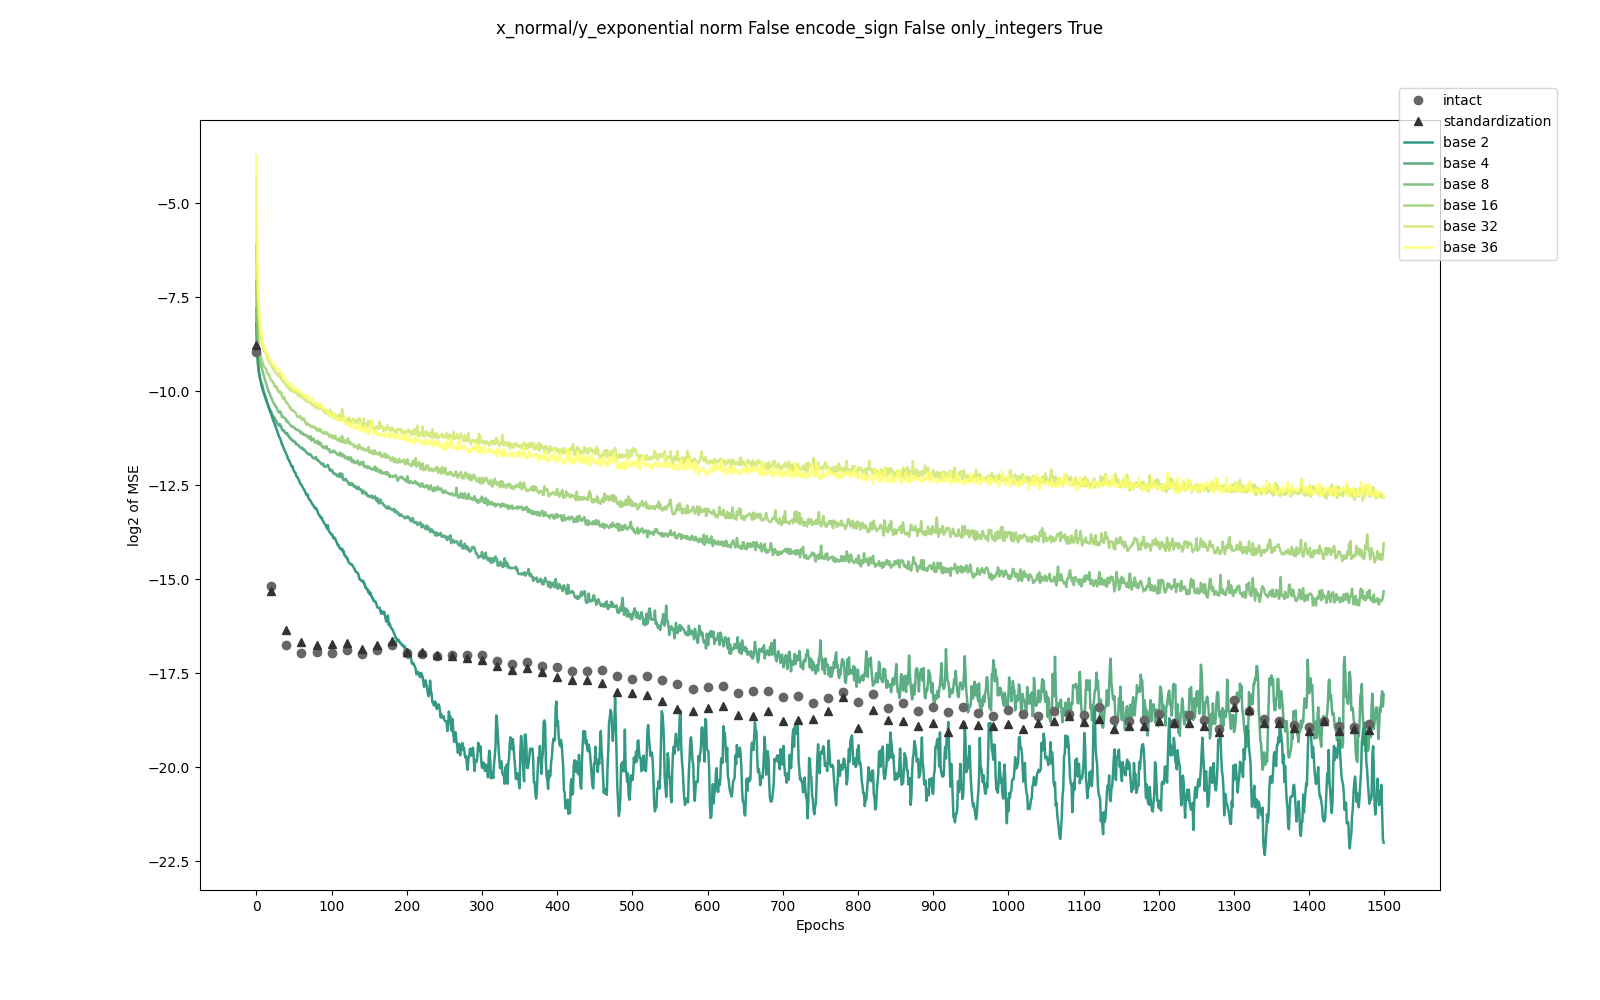 x_normal/y_exponential norm False encode_sign False only_integers True
intact
standardization
base 2
base 4
base 8
base 16
base 32
base 36
log2 of MSE
−5.0
−7.5
−10.0
−12.5
−15.0
−17.5
−20.0
−22.5
0 100 200 300 400 500 600 700 800 900 1000 1100 1200 1300 1400 1500
Epochs